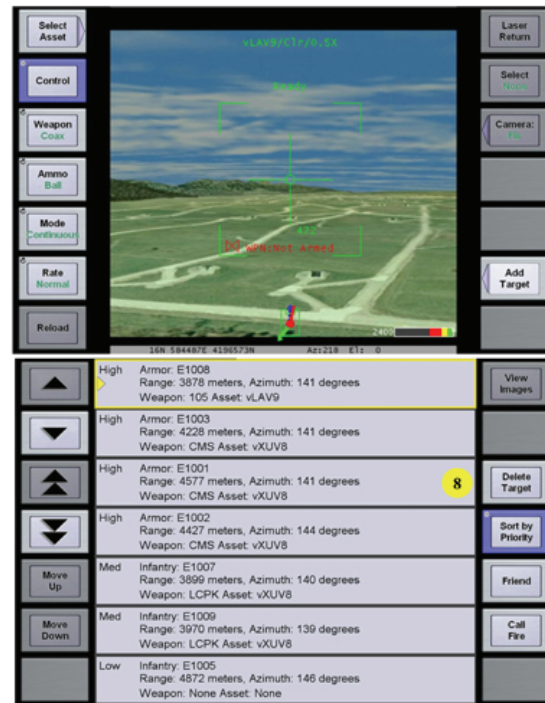 Select
Asset
Control
Weapon
Coax
Ammo
Ball
Mode
Continuous
Rate
Normal
Reload
vLAV9/Clr/0.5X
Ready
A72
WPN:Not Armed
2400
16N 584487E 4196573N Az:218 El: 0
Laser
Return
Select
None
Camera:
Add
Target
Move
Up
Move
Down
High Armor: E1008
Range: 3878 meters, Azimuth: 141 degrees
Weapon: 105 Asset: vLAV9
High Armor: E1003
Range: 4228 meters, Azimuth: 141 degrees
Weapon: CMS Asset: vXUV8
High Armor: E1001
Range: 4577 meters, Azimuth: 141 degrees
Weapon: CMS Asset: vXUV8
8
High Armor: E1002
Range: 4427 meters, Azimuth: 144 degrees
Weapon: CMS Asset: vXUV8
Med Infantry: E1007
Range: 3899 meters, Azimuth: 140 degrees
Weapon: LCPK Asset: vXUV8
Med Infantry: E1009
Range: 3970 meters, Azimuth: 139 degrees
Weapon: LCPK Asset: vXUV8
Low Infantry: E1005
Range: 4872 meters, Azimuth: 146 degrees
Weapon: None Asset: None
View
Images
Delete
Target
Sort by
Priority
Friend
Call
Fire